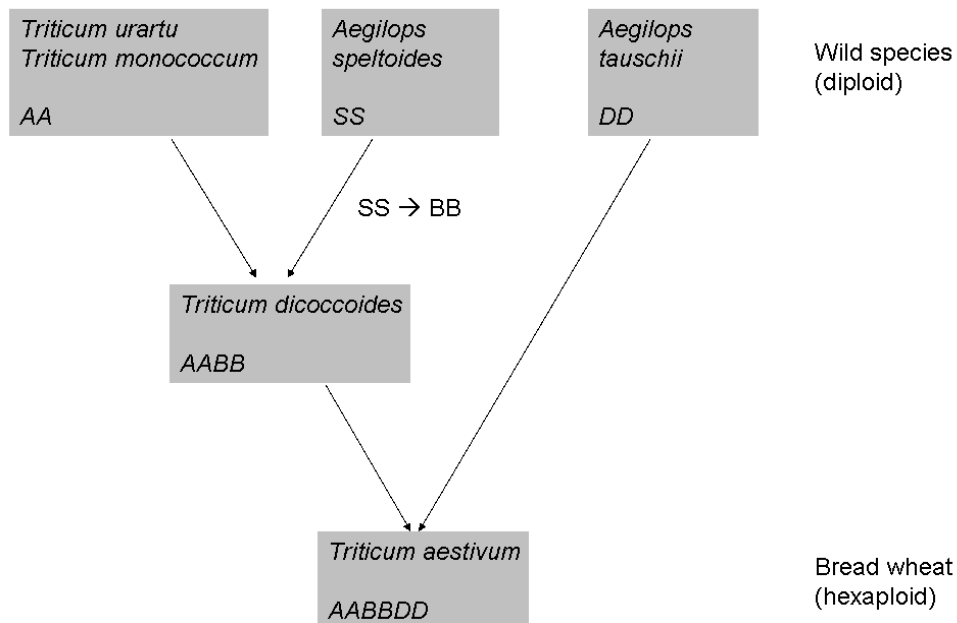 Triticum urartu
Triticum monococcum
AA
Aegilops
speltoides
SS
Aegilops
tauschii
DD
Wild species
(diploid)
SS → BB
Triticum dicoccoides
AABB
Triticum aestivum
AABBDD
Bread wheat
(hexaploid)